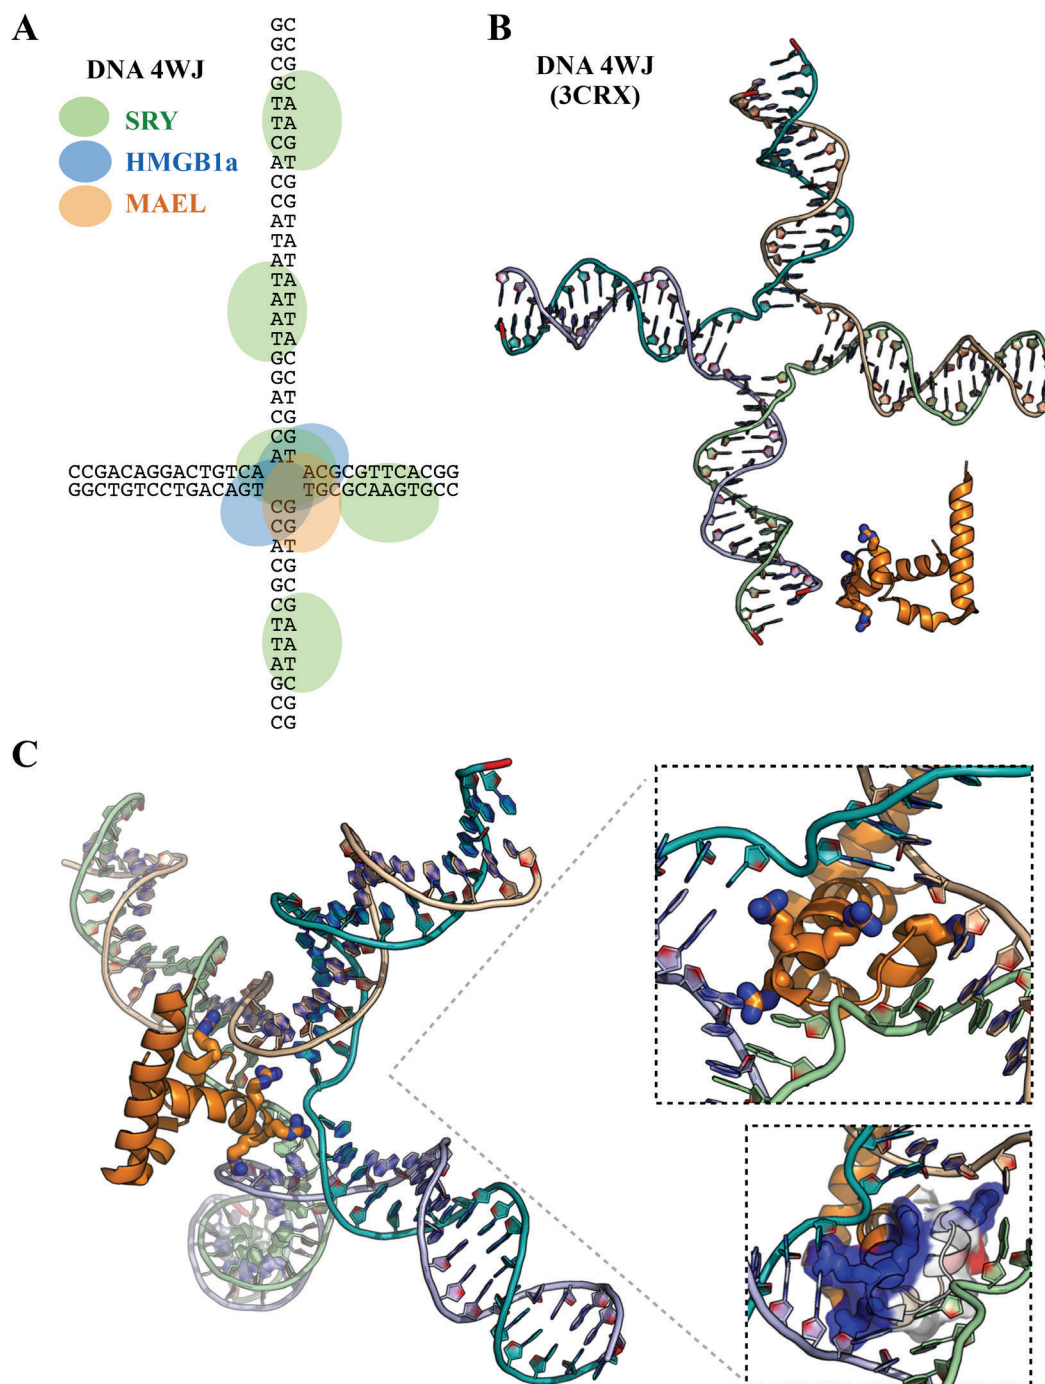 A
DNA 4WJ
SRY
HMGB1a
MAEL
GC
GC
CG
GC
TA
TA
CG
AT
CG
CG
AT
TA
AT
TA
AT
AT
TA
GC
GC
AT
CG
CG
AT
CCGACAGGACTGTCA ACGCGTTCACGG
GGCTGTCCTGACAGT TGCGCAAGTGCC
CG
CG
AT
CG
GC
CG
TA
TA
AT
GC
CG
CG
B
DNA 4WJ
(3CRX)
C